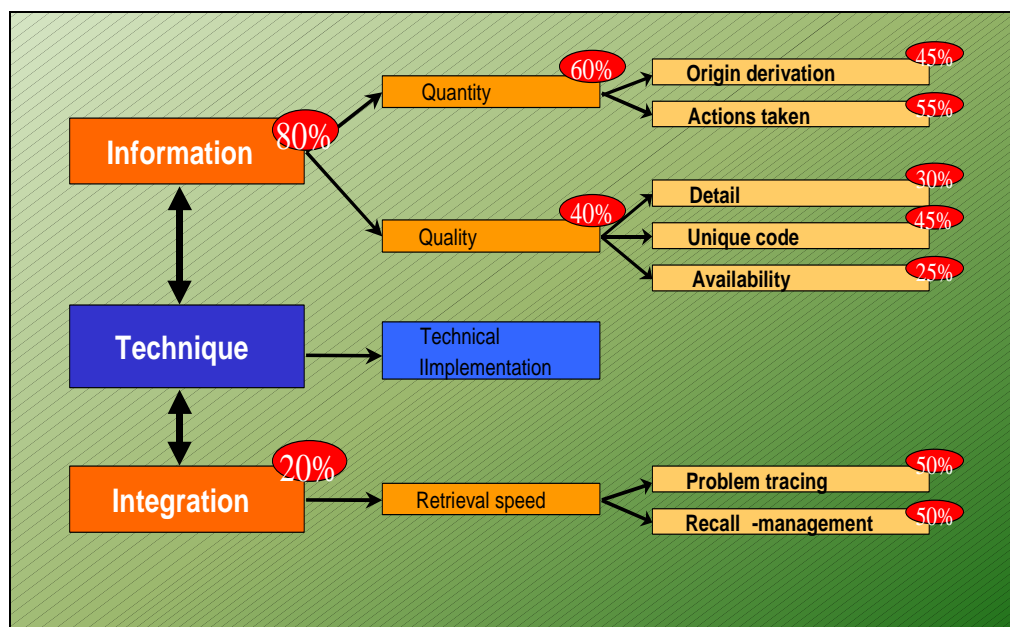 45%
60%
Origin derivation
Quantity
55%
Actions taken
80%
Information
30%
Detail
40%
45%
Quality
Unique code
25%
Availability
Technique
Technical
IImplementation
20%
50%
Integration
Problem tracing
Retrieval speed
50%
Recall -management